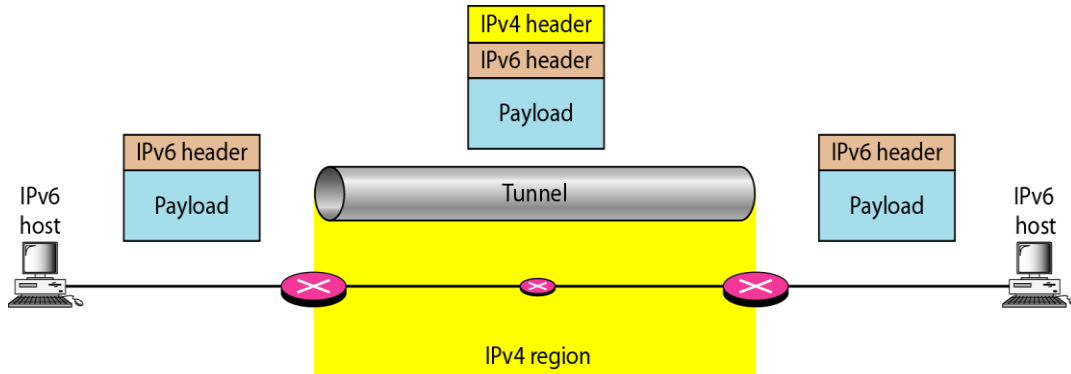 IPv4 header
IPv6 header
Payload
IPv6 header
Payload
IPv6 header
Payload
IPv6
host
Tunnel
IPv6
host
IPv4 region